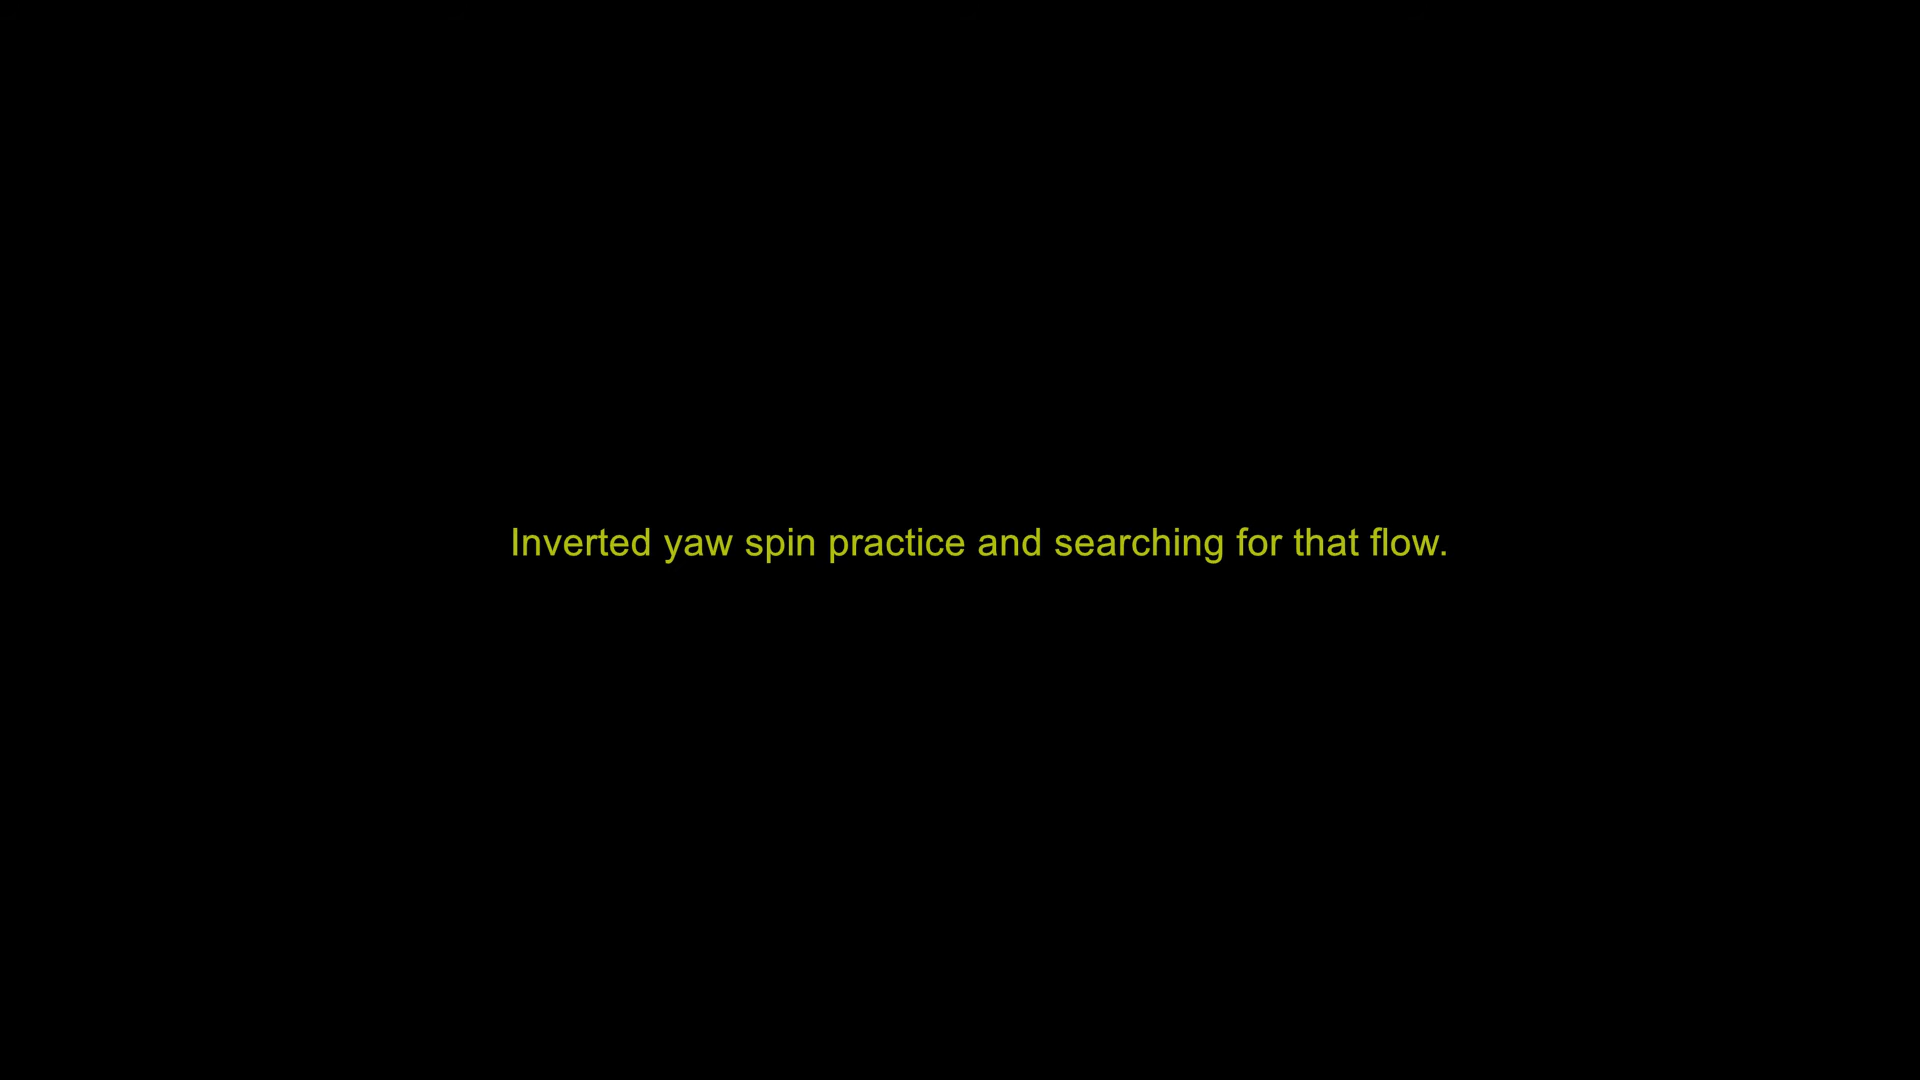 Inverted yaw spin practice and searching for that flow.